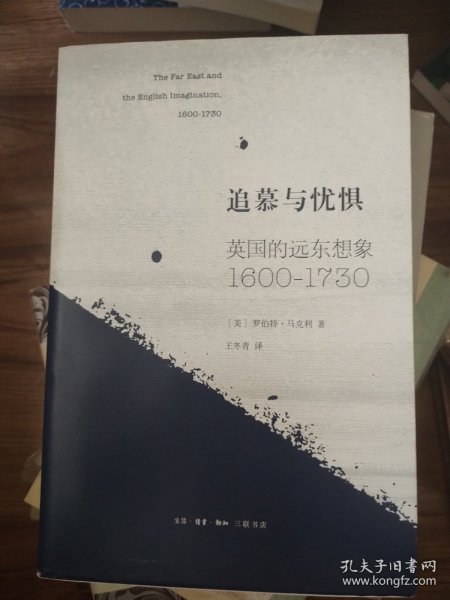 The Far East and
the English Imagination,
1600-1730
追慕与忧惧
英国的远东想象
1600-1730
[美] 罗伯特·马克利 著
王冬青 译
生活·读书·新知 三联书店
孔夫子旧书网
www.kongfz.com